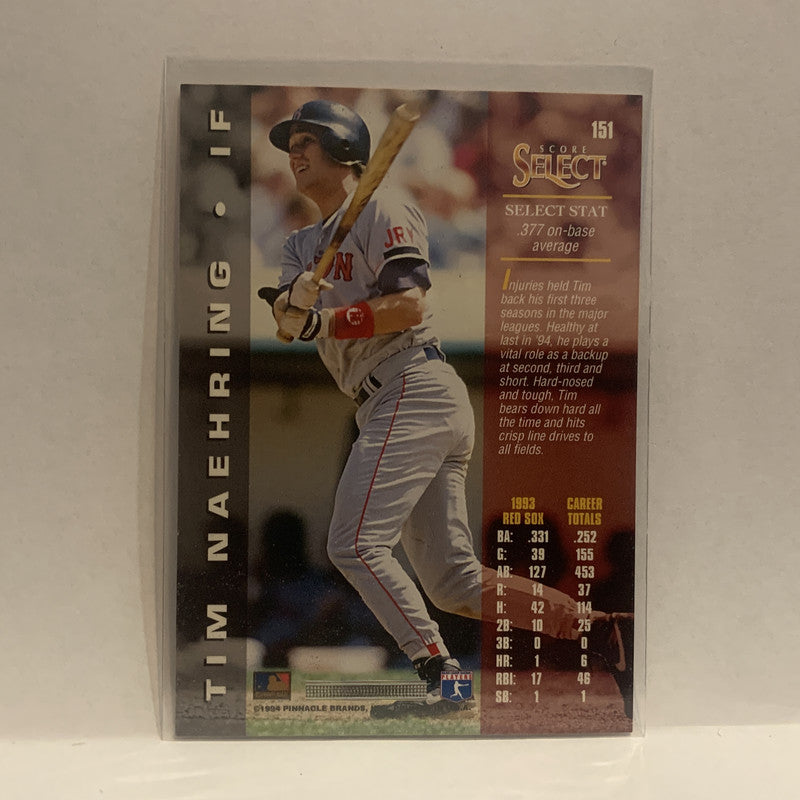 TIM NAEHRING • IF
151
SCORE
SELECT
SELECT STAT
.377 on-base
average
Injuries held Tim
back his first three
seasons in the major
leagues. Healthy at
last in '94, he plays a
vital role as a backup
at second, third and
short. Hard-nosed
and tough, Tim
bears down hard all
the time and hits
crisp line drives to
all fields.
1993 CAREER
RED SOX TOTALS
BA: .331 .252
G: 39 155
AB: 127 453
R: 14 37
H: 42 114
2B: 10 25
3B: 0 0
HR: 1 6
RBI: 17 46
SB: 1 1
JRY
ON
PLAYERS
©1994 PINNACLE BRANDS,